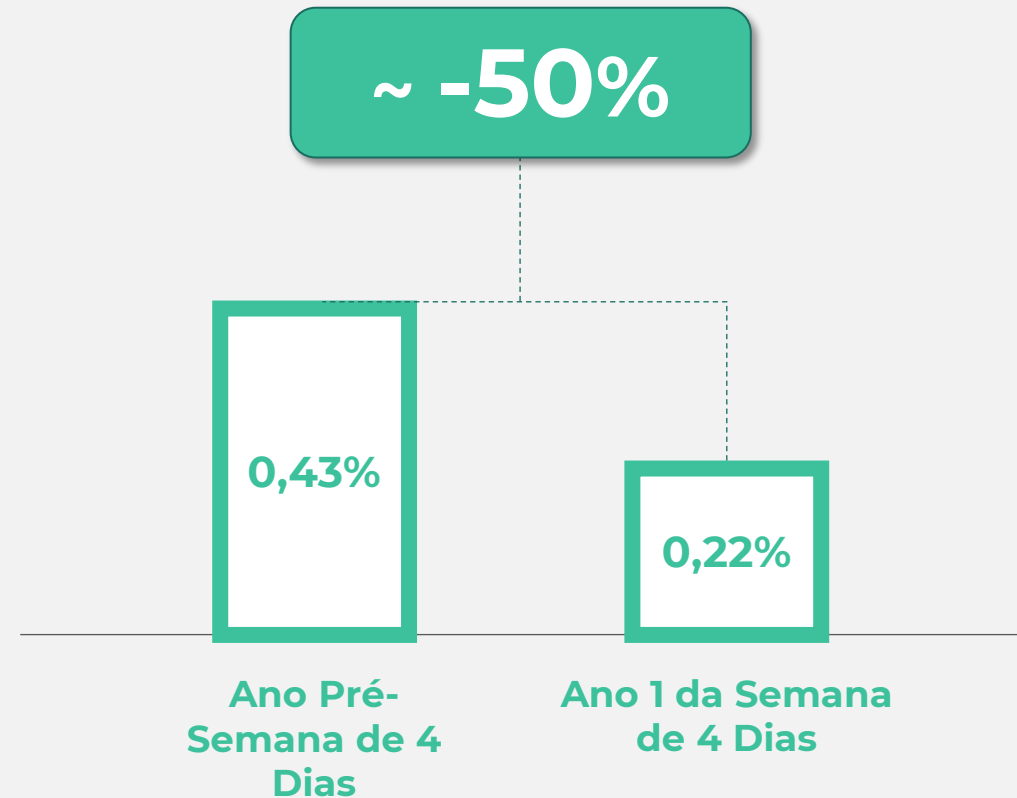 ~ -50%
0,43%
0,22%
Ano Pré-
Semana de 4
Dias
Ano 1 da Semana
de 4 Dias